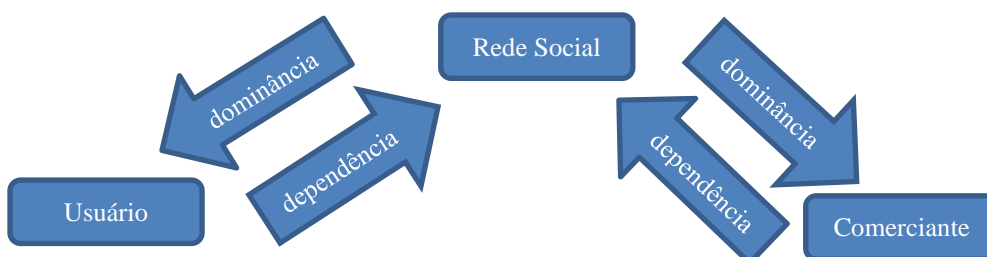 Rede Social
dominância
dependência
dominância
dependência
Usuário
Comerciante